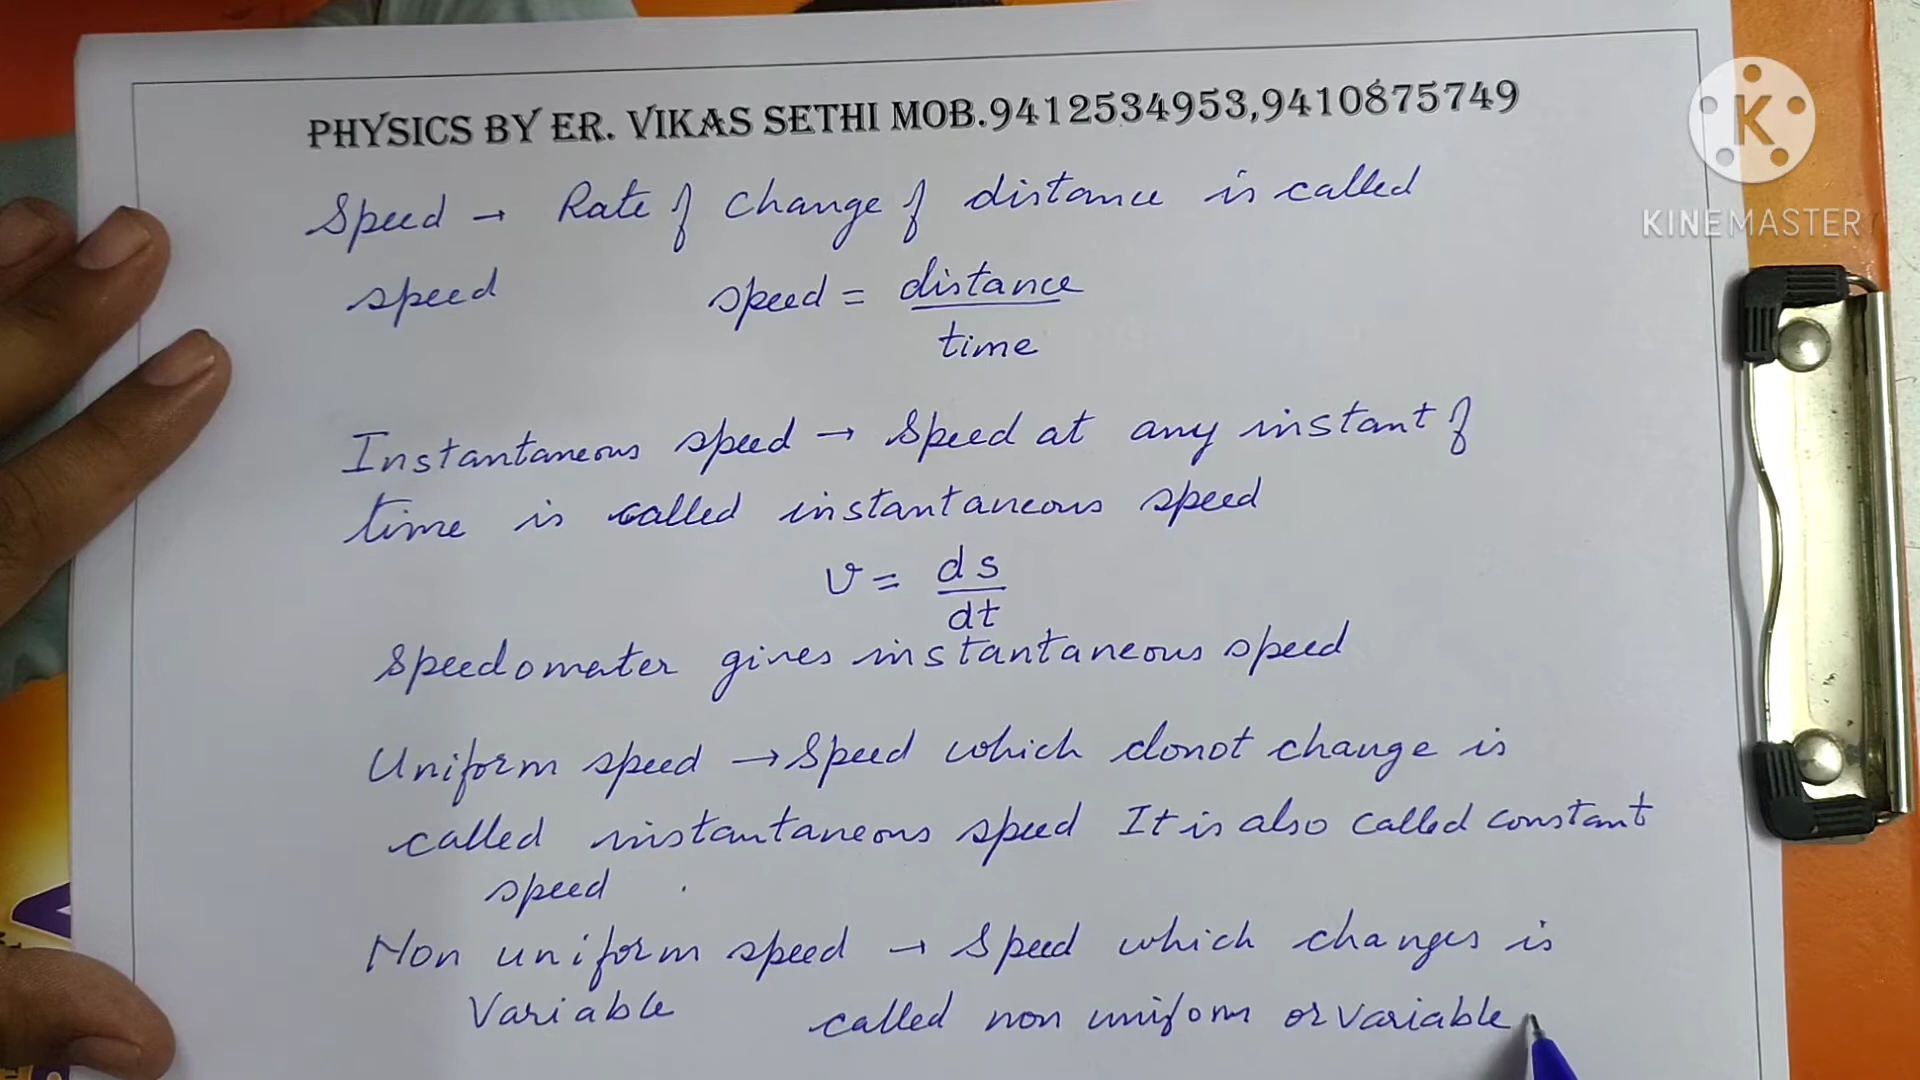 PHYSICS BY ER. VIKAS SETHI MOB.9412534953,9410875749
K
KINEMASTER
Speed → Rate of change of distance is called
speed speed = distance
time
Instantaneous speed → Speed at any instant of
time is called instantaneous speed
v = ds
dt
Speedometer gives instantaneous speed
Uniform speed → Speed which donot change is
called instantaneous speed It is also called constant
speed
Non uniform speed → Speed which changes is
Variable called non uniform or variable